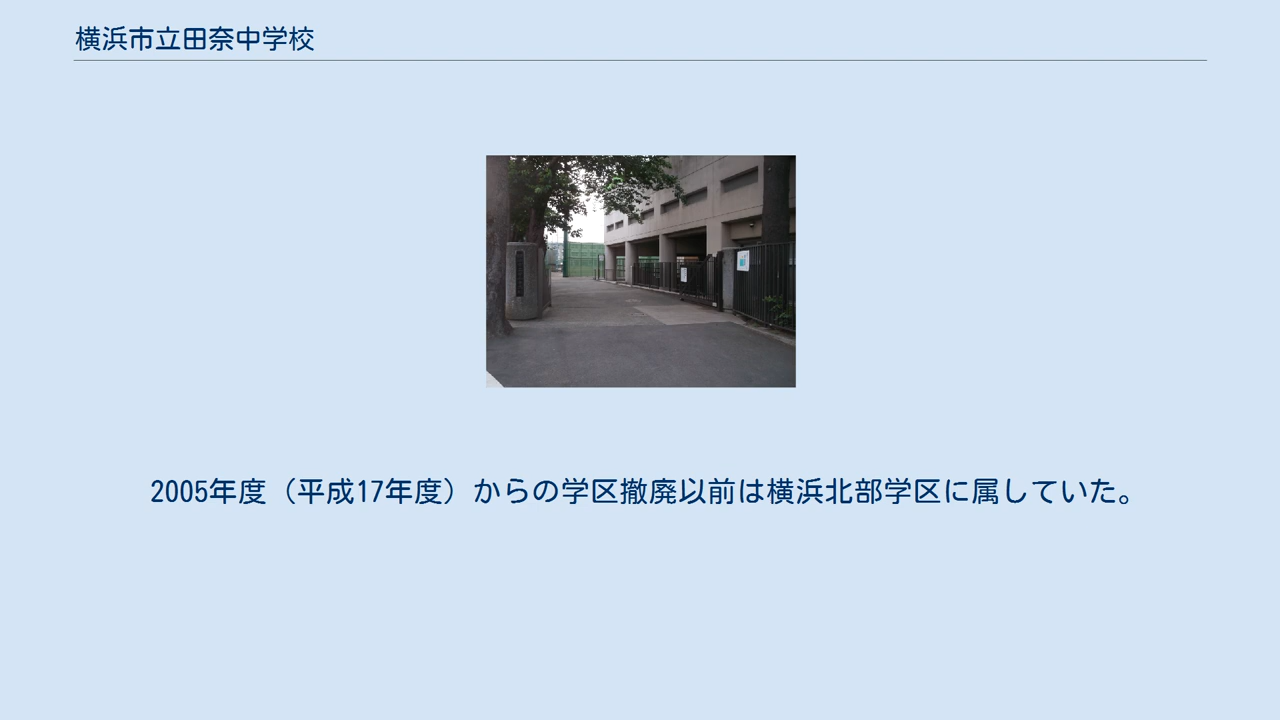 横浜市立田奈中学校
2005年度（平成17年度）からの学区撤廃以前は横浜北部学区に属していた。